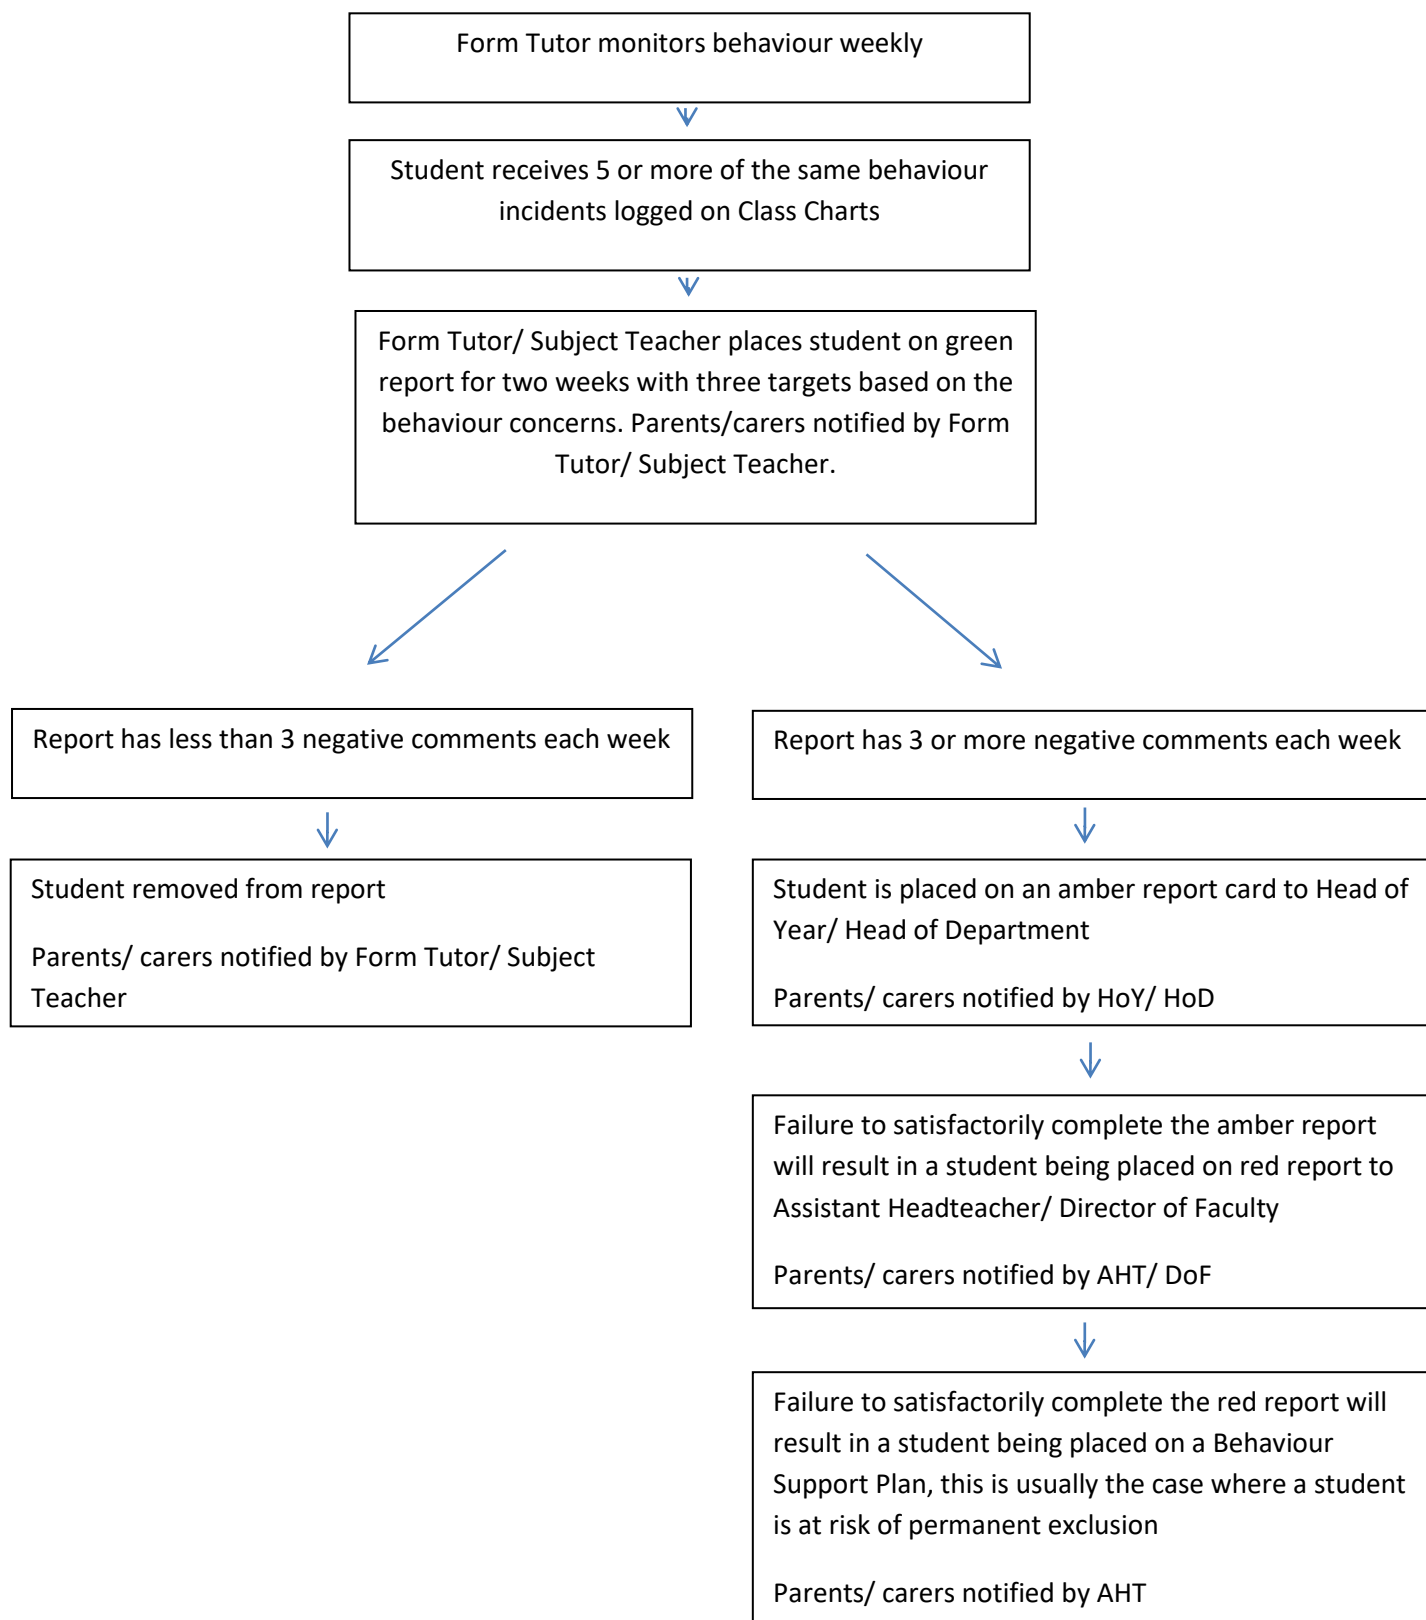 Form Tutor monitors behaviour weekly
Student receives 5 or more of the same behaviour
incidents logged on Class Charts
Form Tutor/ Subject Teacher places student on green
report for two weeks with three targets based on the
behaviour concerns. Parents/carers notified by Form
Tutor/ Subject Teacher.
Report has less than 3 negative comments each week
Student removed from report
Parents/ carers notified by Form Tutor/ Subject
Teacher
Report has 3 or more negative comments each week
Student is placed on an amber report card to Head of
Year/ Head of Department
Parents/ carers notified by HoY/ HoD
Failure to satisfactorily complete the amber report
will result in a student being placed on red report to
Assistant Headteacher/ Director of Faculty
Parents/ carers notified by AHT/ DoF
Failure to satisfactorily complete the red report will
result in a student being placed on a Behaviour
Support Plan, this is usually the case where a student
is at risk of permanent exclusion
Parents/ carers notified by AHT